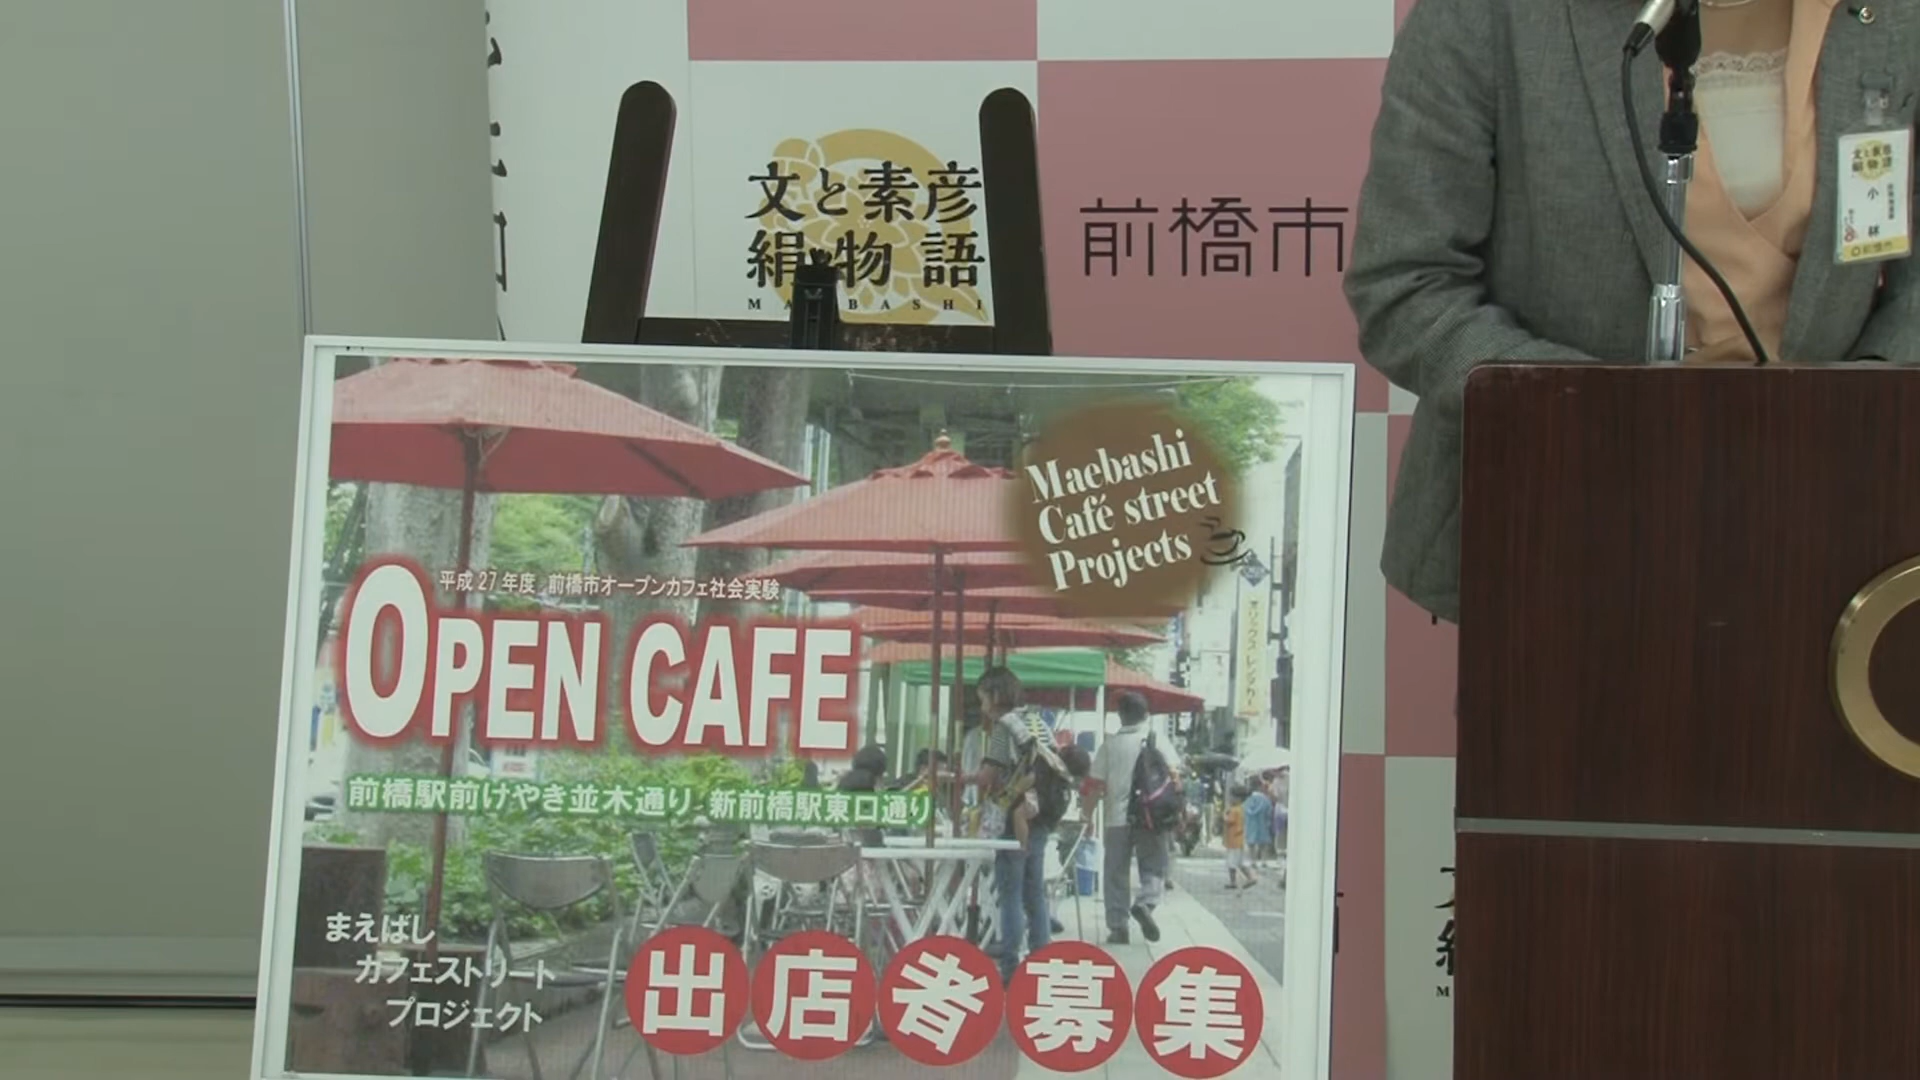 文と素彦
絹物語
前橋市
小林
Maebashi
Café street
Projects
平成27年度 前橋市オープンカフェ社会実験
OPEN CAFE
前橋駅前けやき並木通り 新前橋駅東口通り
まえばし
カフェストリート
プロジェクト
出店者募集